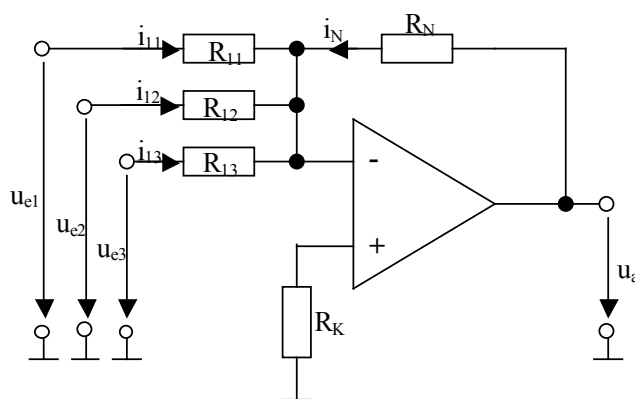 i11 R11 iN RN
i12 R12
i13 R13 -
ue1 ue2 ue3 +
RK ua